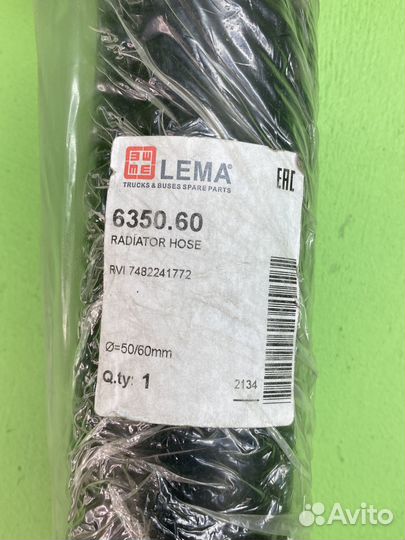 LEMA®
TRUCKS & BUSES SPARE PARTS
EAC
6350.60
RADIATOR HOSE
RVI 7482241772
Ø=50/60mm
Q.ty: 1
2134
Avito